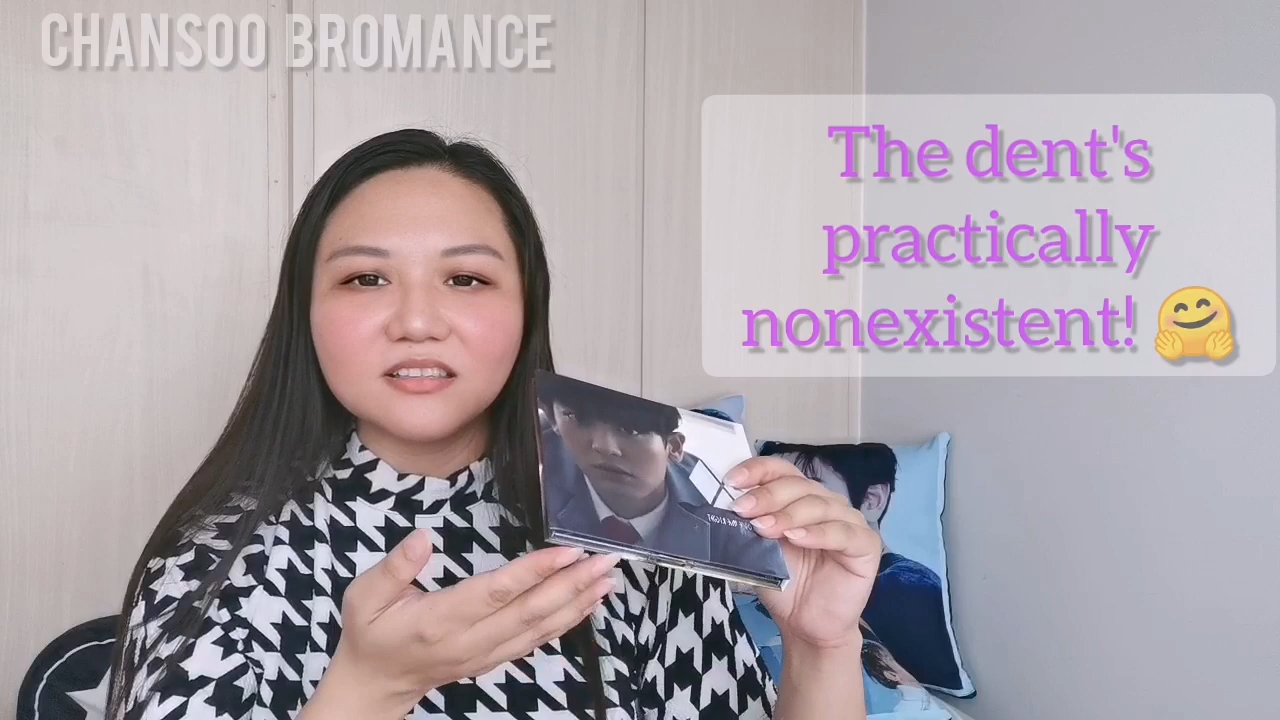 CHANSOO BROMANCE
The dent's
practically
nonexistent! 🤗